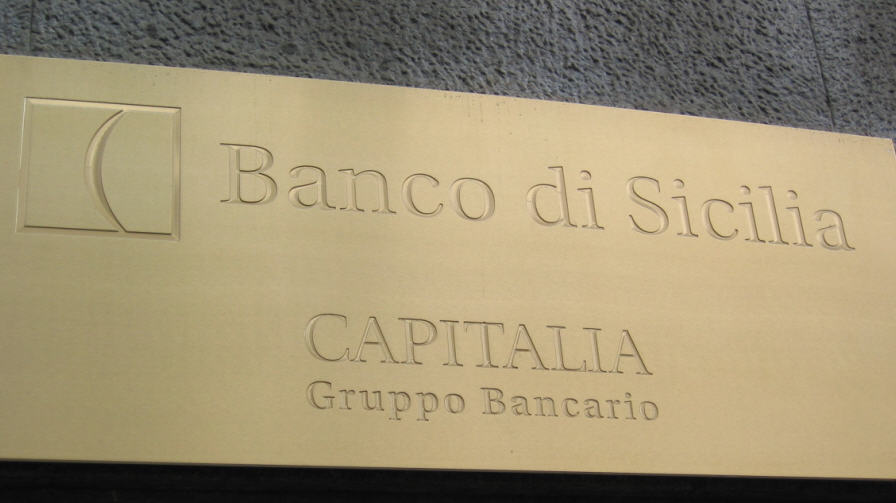 Banco di Sicilia
CAPITALIA
Gruppo Bancario